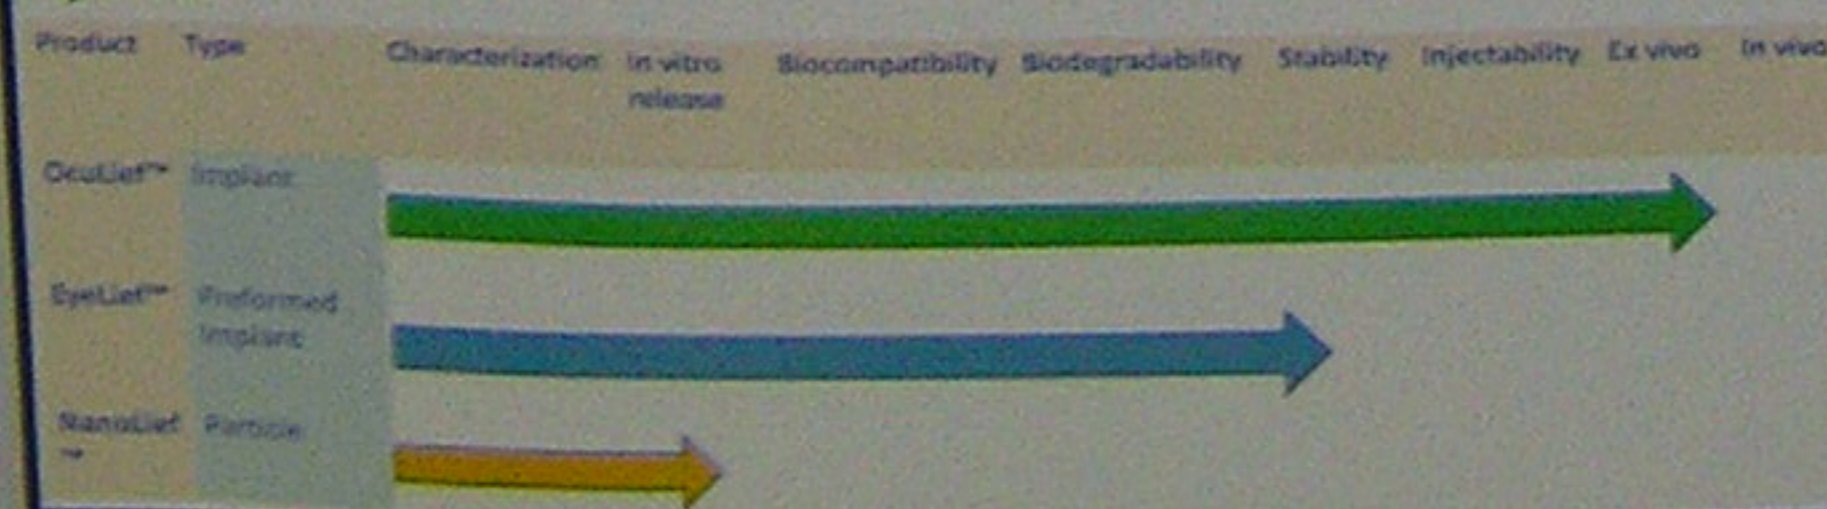 Product Type Characterization In vitro Biocompatibility Biodegradability Stability Injectability Ex vivo In vivo
release
OcuLief™ Implant
EyeLief™ Preformed
Implant
NanoLief Particle
™